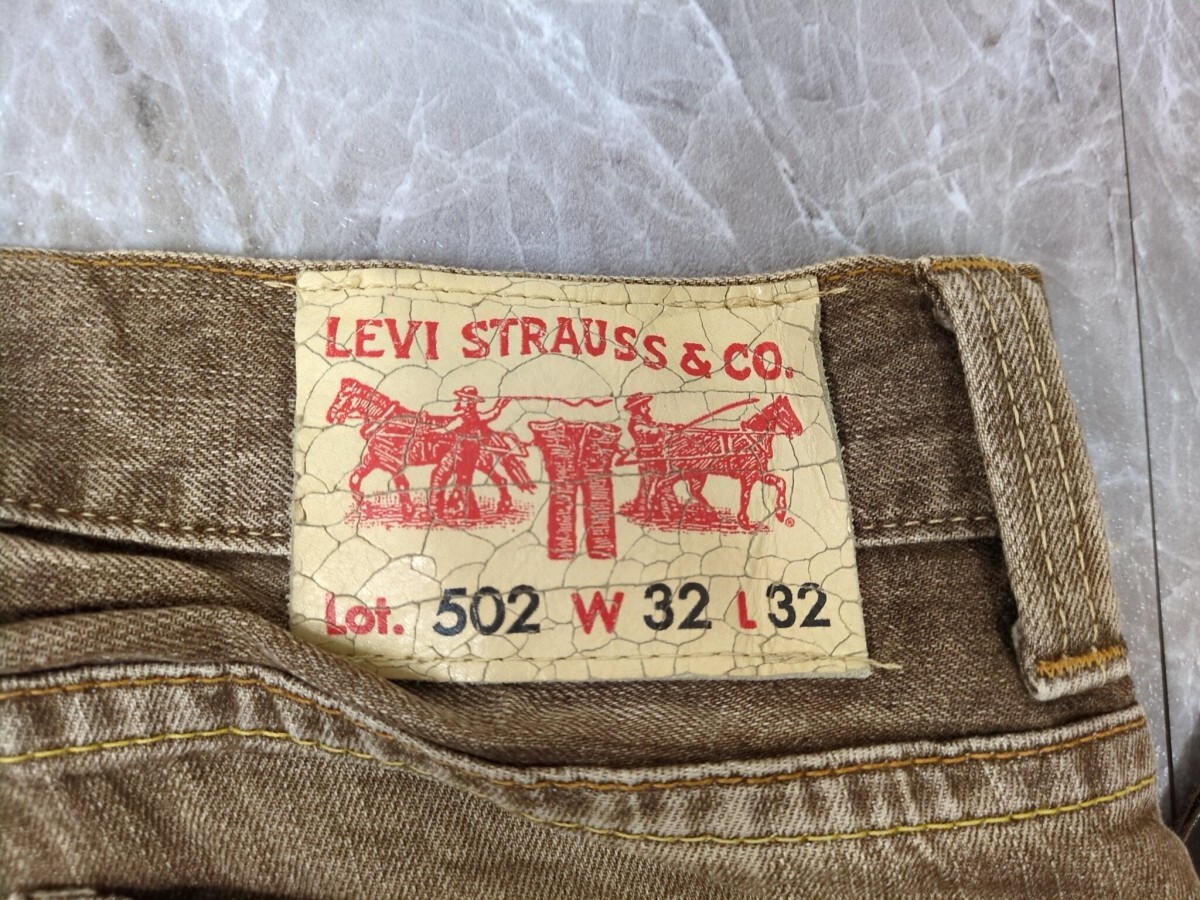 LEVI STRAUSS & CO.
®
Lot. 502 W 32 L 32